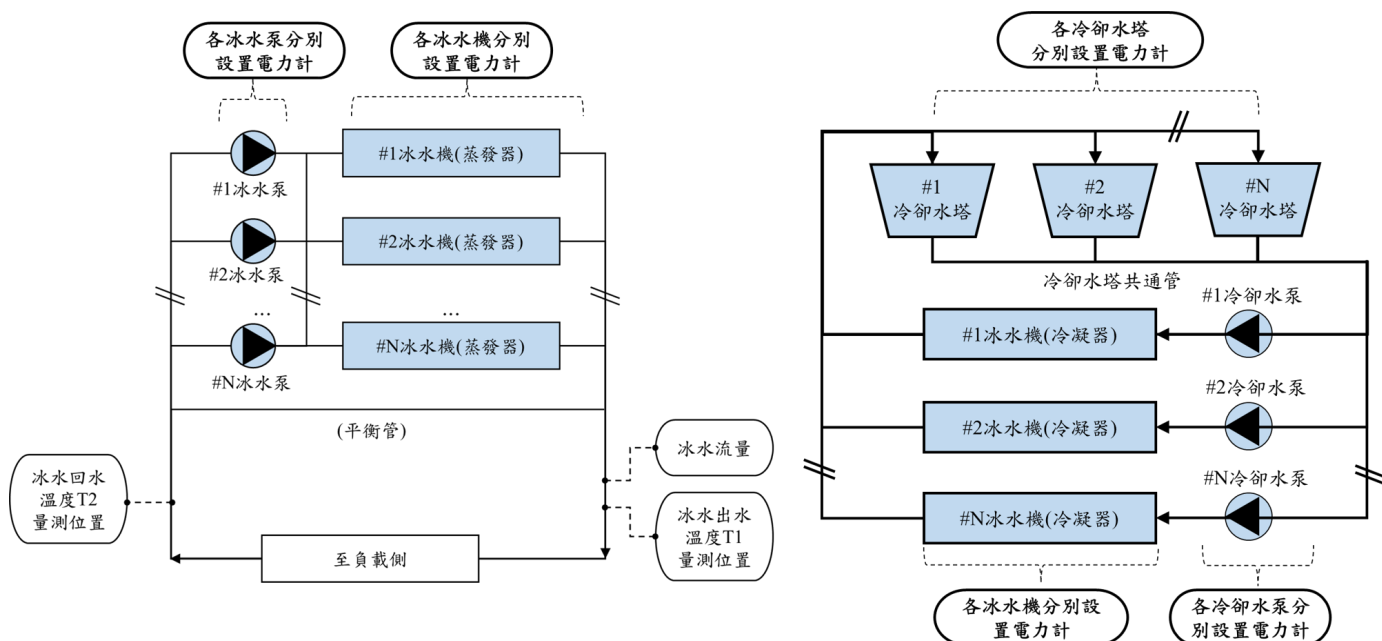 各冰水泵分別
設置電力計
各冰水機分別
設置電力計
#1冰水泵
#1冰水機(蒸發器)
#2冰水泵
#2冰水機(蒸發器)
...
...
#N冰水泵
#N冰水機(蒸發器)
(平衡管)
冰水回水
溫度T2
量測位置
冰水流量
冰水出水
溫度T1
量測位置
至負載側
各冷卻水塔
分別設置電力計
#1
冷卻水塔
#2
冷卻水塔
#N
冷卻水塔
冷卻水塔共通管
#1冷卻水泵
#1冰水機(冷凝器)
#2冷卻水泵
#2冰水機(冷凝器)
#N冷卻水泵
#N冰水機(冷凝器)
各冰水機分別設
置電力計
各冷卻水泵分
別設置電力計